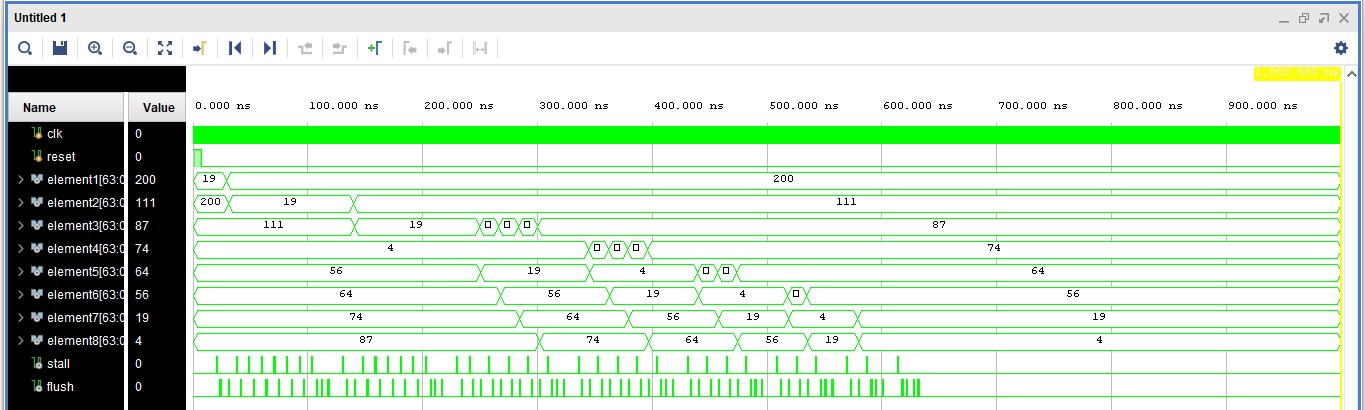 Untitled 1
1,000.000 ns
Name Value 0.000 ns 100.000 ns 200.000 ns 300.000 ns 400.000 ns 500.000 ns 600.000 ns 700.000 ns 800.000 ns 900.000 ns
clk 0
reset 0
element1[63:0 200 19 200
element2[63:0 111 200 19 111
element3[63:0 87 111 19 87
element4[63:0 74 4 74
element5[63:0 64 56 19 4 64
element6[63:0 56 64 56 19 4 56
element7[63:0 19 74 64 56 19 4 19
element8[63:0 4 87 74 64 56 19 4
stall 0
flush 0